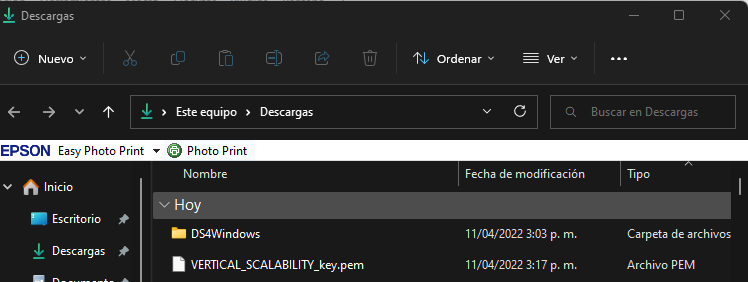 Descargas
Nuevo
Ordenar
Ver
Este equipo > Descargas
Buscar en Descargas
EPSON Easy Photo Print Photo Print
Nombre Fecha de modificación Tipo
Inicio
Hoy
Escritorio
DS4Windows 11/04/2022 3:03 p. m. Carpeta de archivos
Descargas
VERTICAL_SCALABILITY_key.pem 11/04/2022 3:17 p. m. Archivo PEM